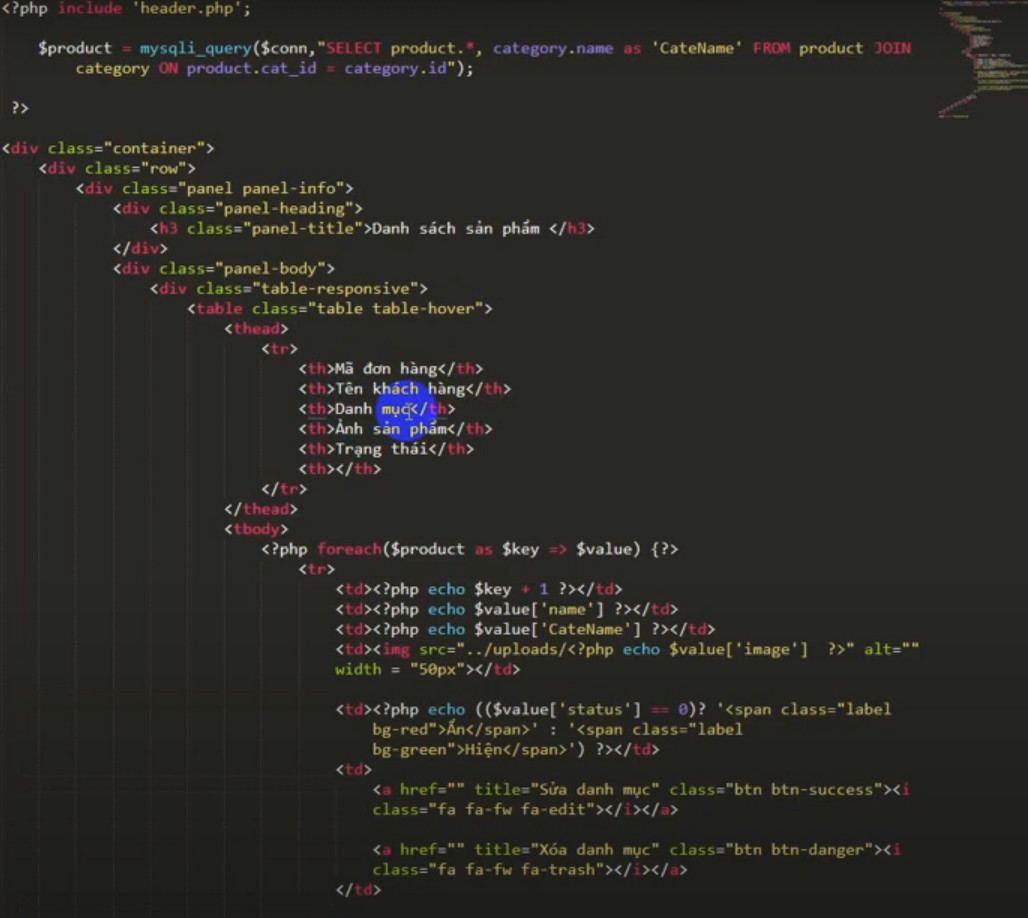 <?php include 'header.php';
$product = mysqli_query($conn,"SELECT product.*, category.name as 'CateName' FROM product JOIN
category ON product.cat_id = category.id");
?>
<div class="container">
<div class="row">
<div class="panel panel-info">
<div class="panel-heading">
<h3 class="panel-title">Danh sách sản phẩm </h3>
</div>
<div class="panel-body">
<div class="table-responsive">
<table class="table table-hover">
<thead>
<tr>
<th>Mã đơn hàng</th>
<th>Tên khách hàng</th>
<th>Danh mục</th>
<th>Ảnh sản phẩm</th>
<th>Trạng thái</th>
<th></th>
</tr>
</thead>
<tbody>
<?php foreach($product as $key => $value) {?>
<tr>
<td><?php echo $key + 1 ?></td>
<td><?php echo $value['name'] ?></td>
<td><?php echo $value['CateName'] ?></td>
<td><img src="../uploads/<?php echo $value['image']  ?>" alt=""
width = "50px"></td>
<td><?php echo (($value['status'] == 0)? '<span class="label
bg-red">Ẩn</span>' : '<span class="label
bg-green">Hiện</span>') ?></td>
<td>
<a href="" title="Sửa danh mục" class="btn btn-success"><i
class="fa fa-fw fa-edit"></i></a>
<a href="" title="Xóa danh mục" class="btn btn-danger"><i
class="fa fa-fw fa-trash"></i></a>
</td>